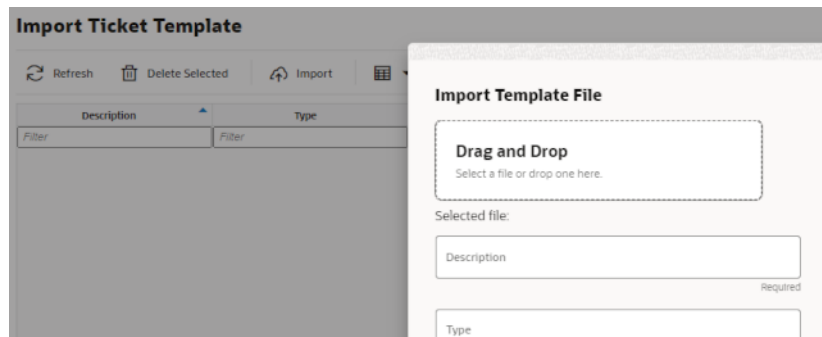 Import Ticket Template
Refresh Delete Selected Import
Description Type
Filter Filter
Import Template File
Drag and Drop
Select a file or drop one here.
Selected file:
Description
Required
Type